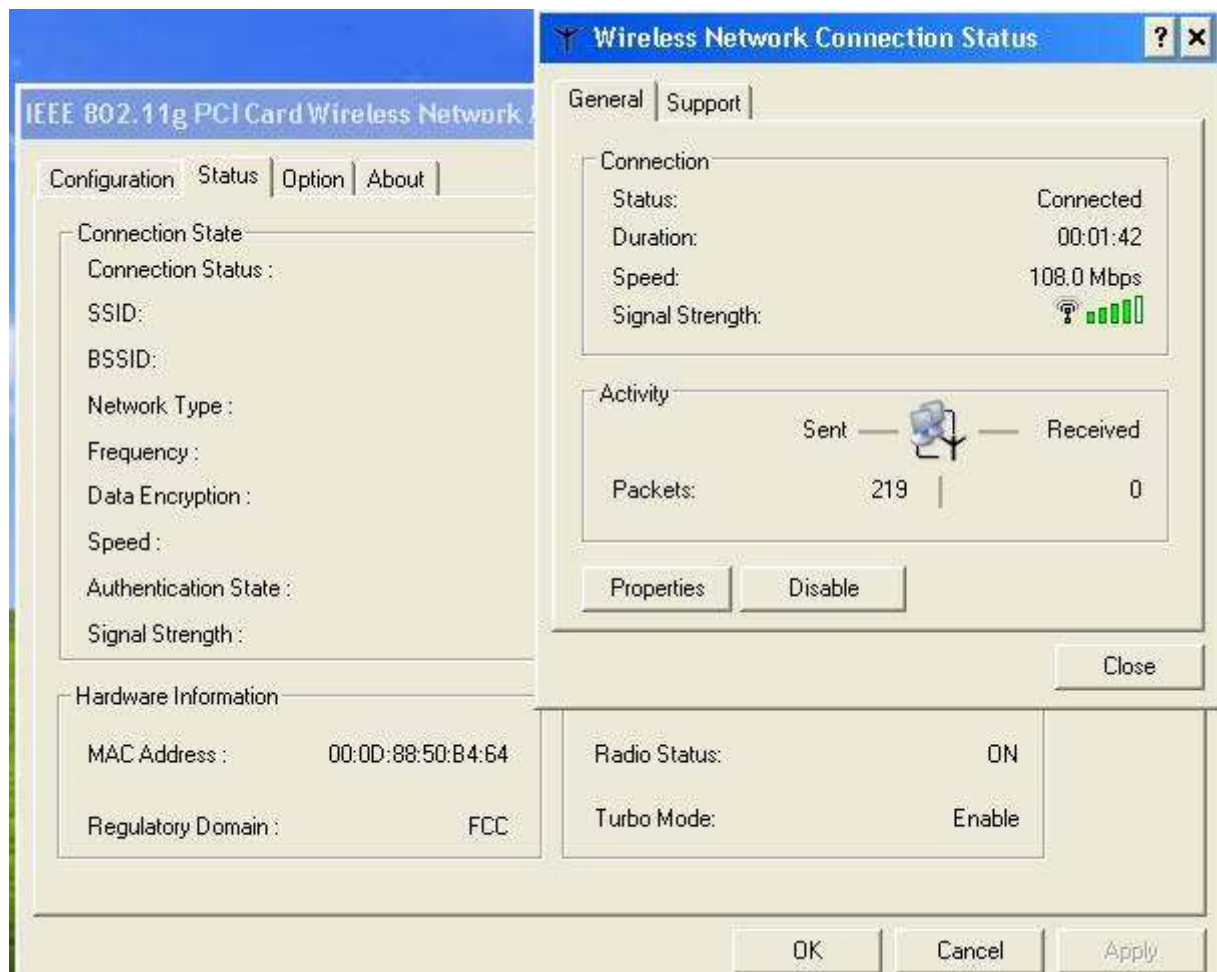 Wireless Network Connection Status
General Support
Connection
Status: Connected
Duration: 00:01:42
Speed: 108.0 Mbps
Signal Strength:
Activity
Sent Received
Packets: 219 0
Properties Disable
Close
IEEE 802.11g PCI Card Wireless Network
Configuration Status Option About
Connection State
Connection Status :
SSID:
BSSID:
Network Type :
Frequency :
Data Encryption :
Speed :
Authentication State :
Signal Strength :
Hardware Information
MAC Address : 00:0D:88:50:B4:64
Regulatory Domain : FCC
Radio Status: ON
Turbo Mode: Enable
OK Cancel Apply